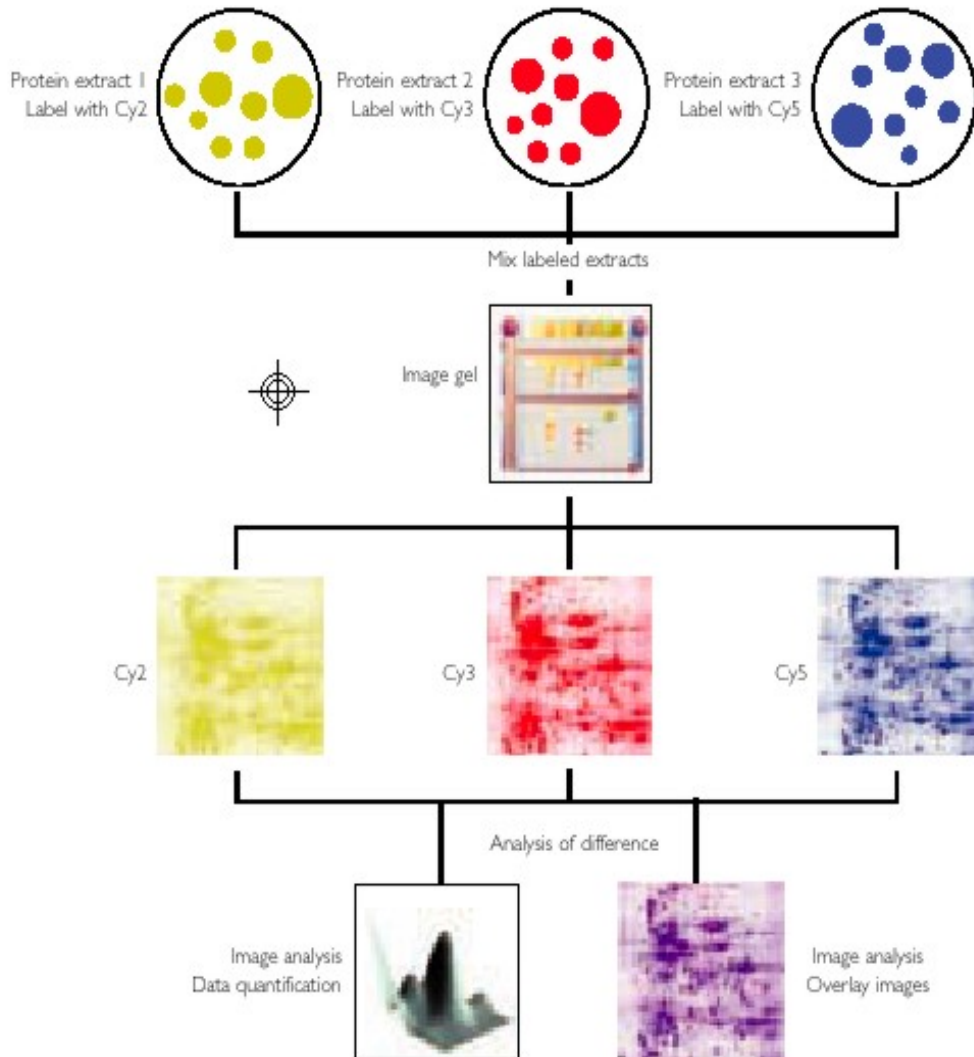 Protein extract 1
Label with Cy2
Protein extract 2
Label with Cy3
Protein extract 3
Label with Cy5
Mix labeled extracts
Image gel
Cy2
Cy3
Cy5
Analysis of difference
Image analysis
Data quantification
Image analysis
Overlay images